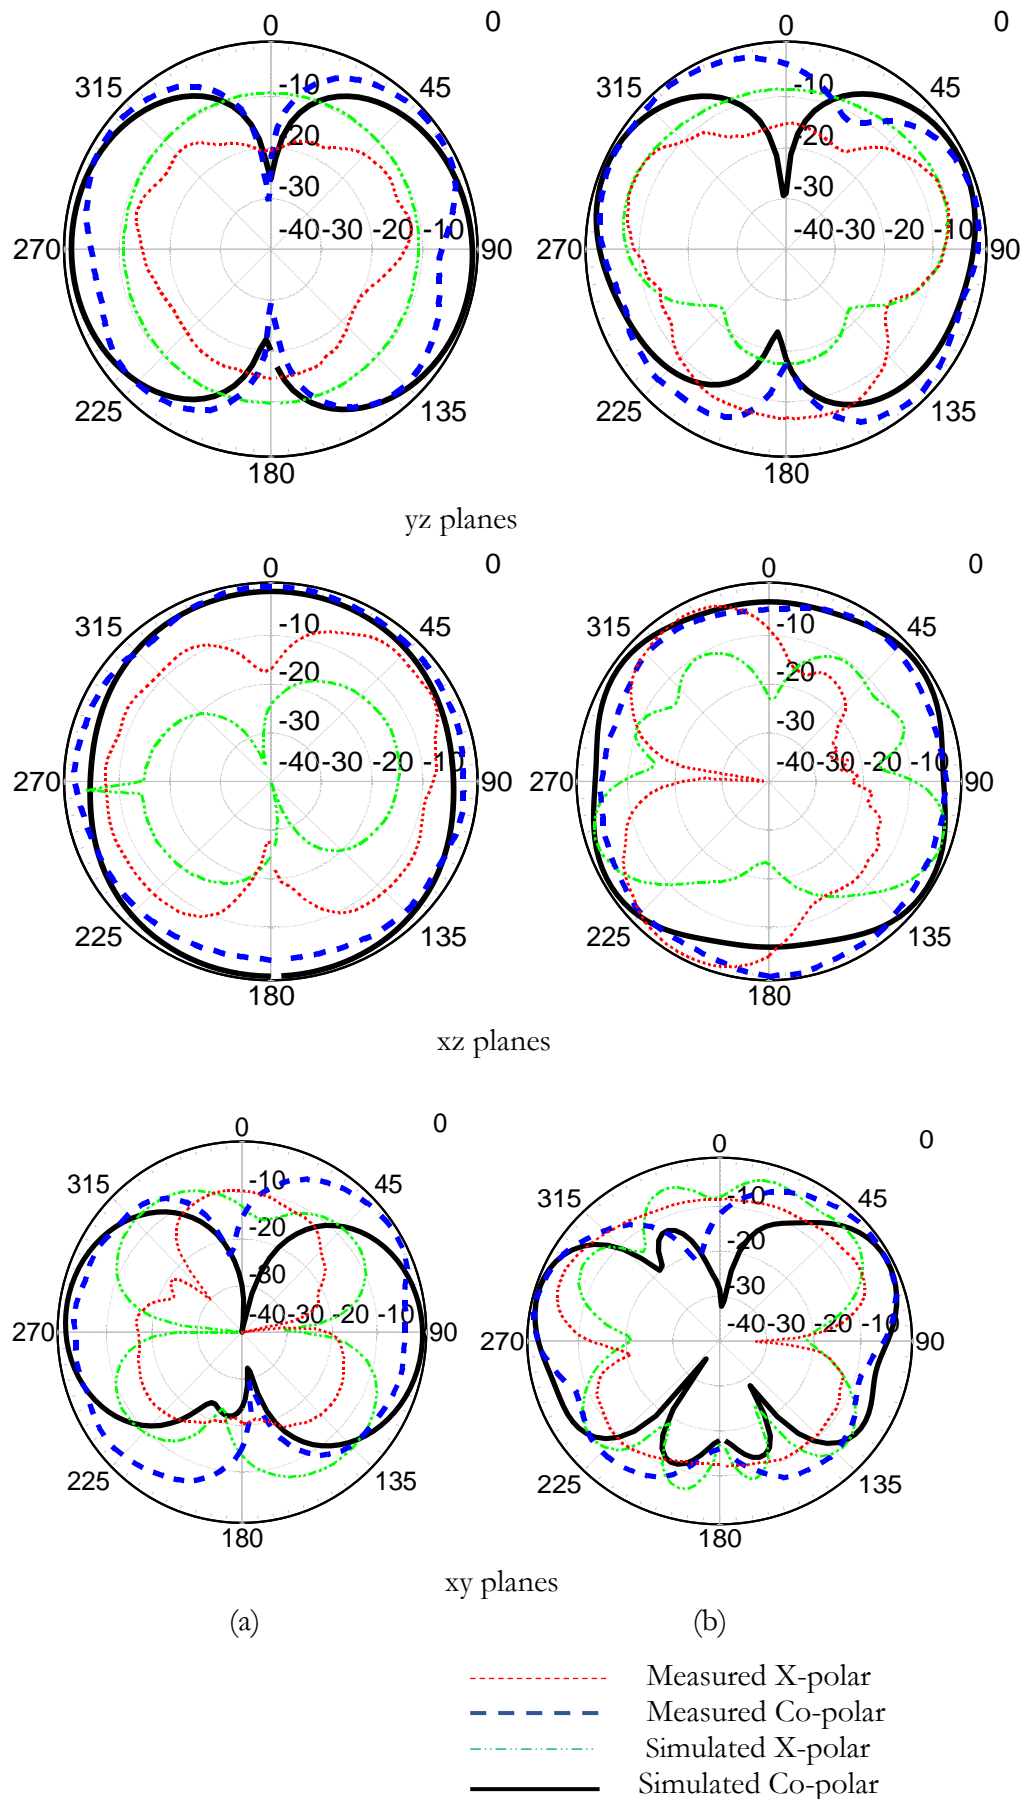 0 0 0 0
315 -10 45 315 -10 45
-20 -20
-30 -30
270 -40 -30 -20 -10 90 270 -40 -30 -20 -10 90
225 135 225 135
180 180
yz planes
0 0 0 0
315 -10 45 315 -10 45
-20 -20
-30 -30
270 -40 -30 -20 -10 90 270 -40 -30 -20 -10 90
225 135 225 135
180 180
xz planes
0 0 0 0
315 -10 45 315 -10 45
-20 -20
-30 -30
270 -40 -30 -20 -10 90 270 -40 -30 -20 -10 90
225 135 225 135
180 180
xy planes
(a) (b)
Measured X-polar
Measured Co-polar
Simulated X-polar
Simulated Co-polar